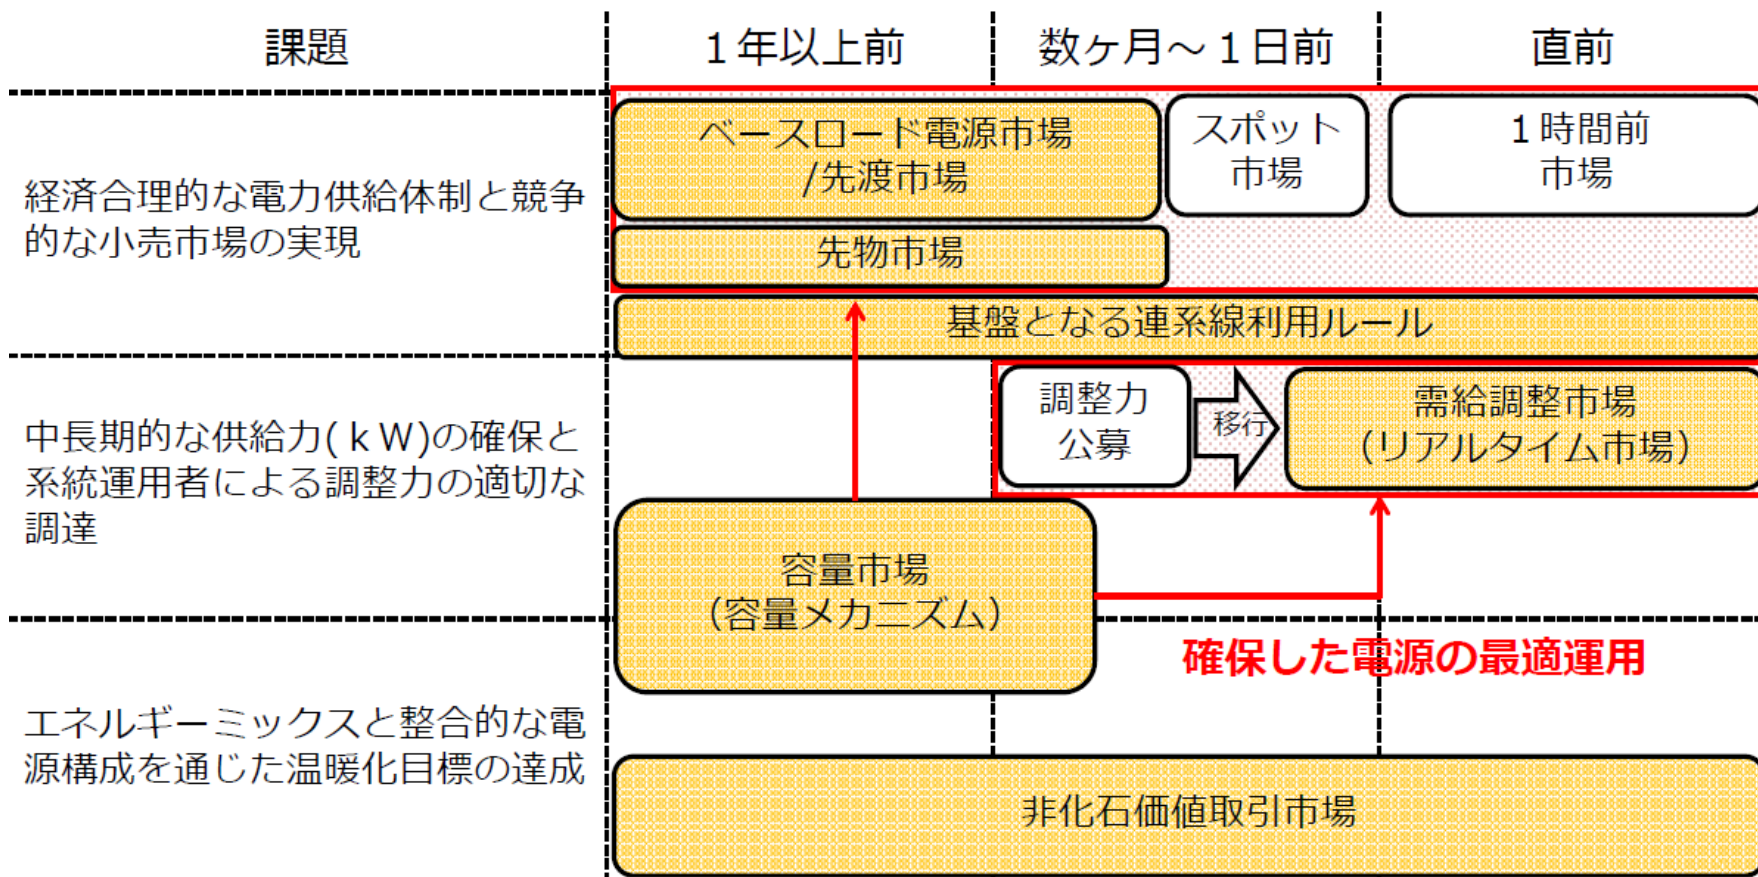 課題
１年以上前
数ヶ月～１日前
直前
経済合理的な電力供給体制と競争
的な小売市場の実現
ベースロード電源市場
/先渡市場
スポット
市場
１時間前
市場
先物市場
基盤となる連系線利用ルール
中長期的な供給力(ｋW)の確保と
系統運用者による調整力の適切な
調達
調整力
公募
移行
需給調整市場
（リアルタイム市場）
容量市場
（容量メカニズム）
確保した電源の最適運用
エネルギーミックスと整合的な電
源構成を通じた温暖化目標の達成
非化石価値取引市場